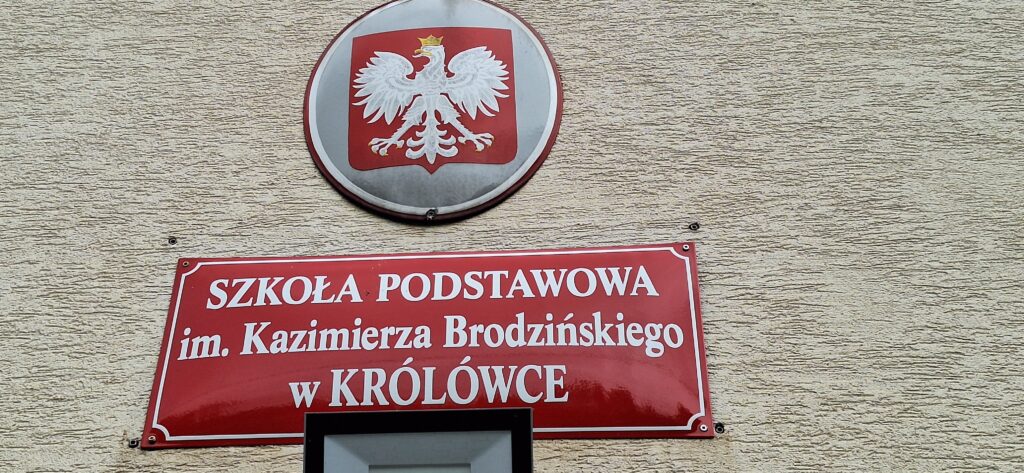 SZKOŁA PODSTAWOWA
im. Kazimierza Brodzińskiego
w KRÓLÓWCE